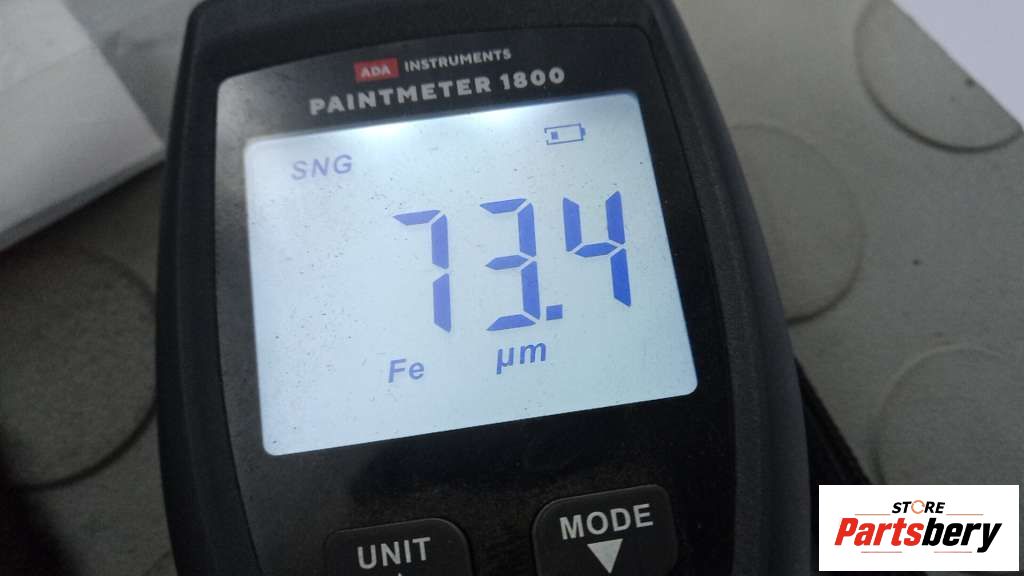 ADA INSTRUMENTS
PAINTMETER 1800
SNG
73.4
Fe µm
UNIT MODE
STORE
Partsbery